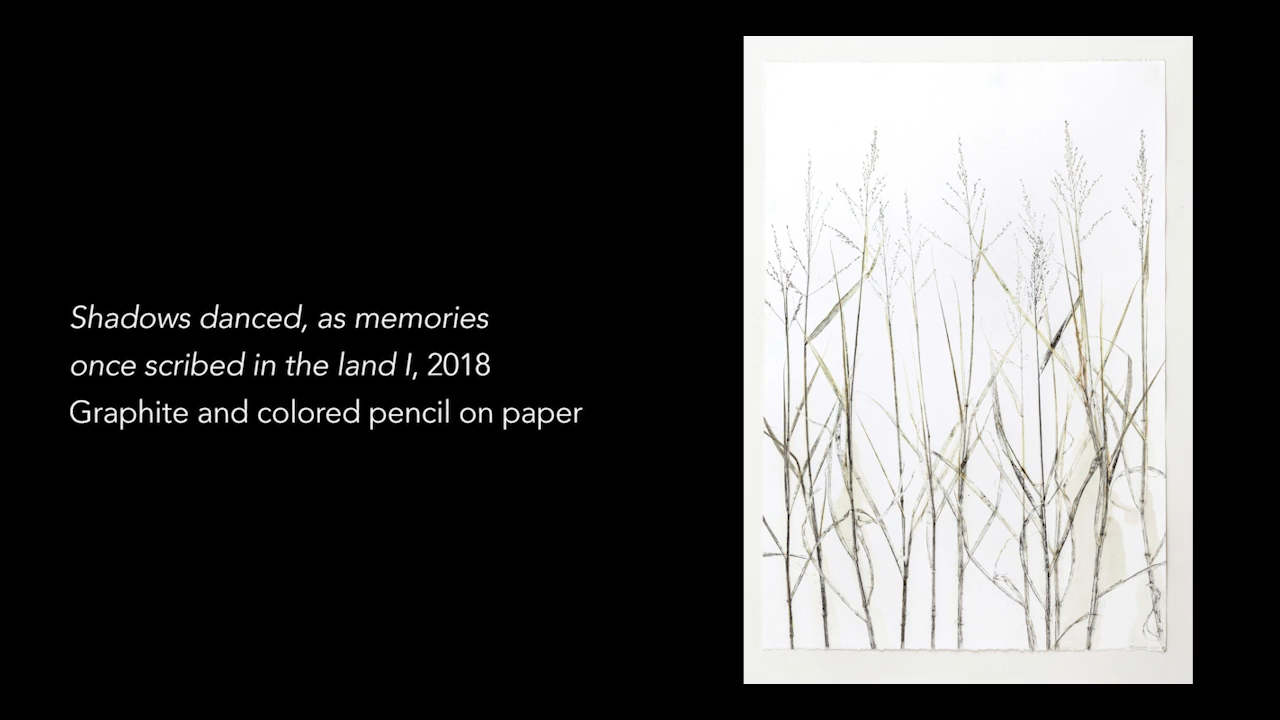 Shadows danced, as memories
once scribed in the land I, 2018
Graphite and colored pencil on paper